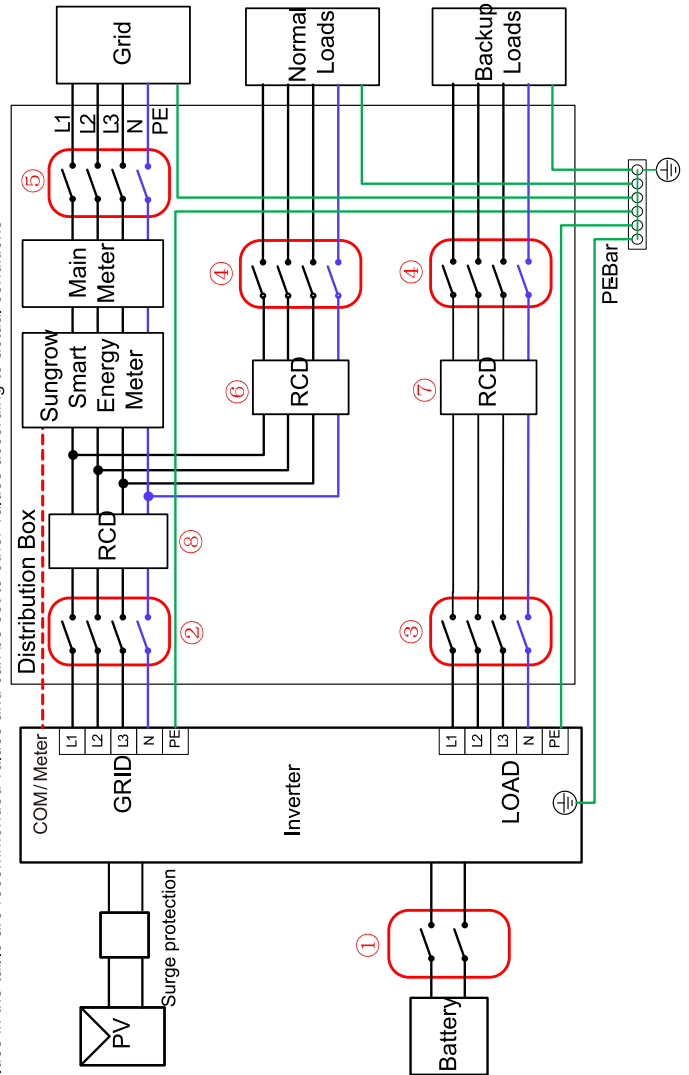 Distribution Box
COM/Meter
GRID
L1
L2
L3
N
PE
Inverter
LOAD
L1
L2
L3
N
PE
PV
Surge protection
Battery
①
②
③
④
④
⑤
⑥
⑦
⑧
RCD
RCD
RCD
Sungrow
Smart
Energy
Meter
Main
Meter
L1
L2
L3
N
PE
Grid
Normal
Loads
Backup
Loads
PE-Bar